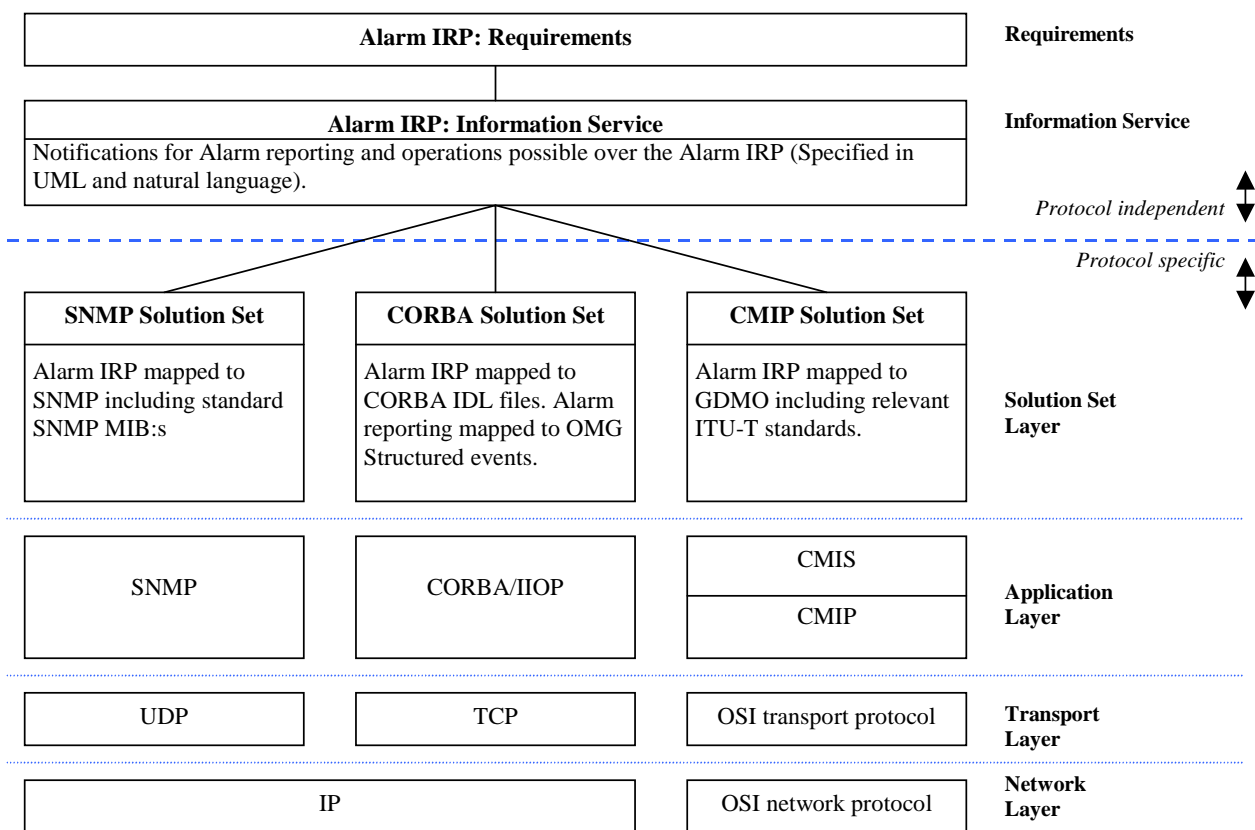 Alarm IRP: Requirements
Requirements
Alarm IRP: Information Service
Information Service
Notifications for Alarm reporting and operations possible over the Alarm IRP (Specified in
UML and natural language).
Protocol independent
Protocol specific
SNMP Solution Set
Alarm IRP mapped to
SNMP including standard
SNMP MIB:s
CORBA Solution Set
Alarm IRP mapped to
CORBA IDL files. Alarm
reporting mapped to OMG
Structured events.
CMIP Solution Set
Alarm IRP mapped to
GDMO including relevant
ITU-T standards.
Solution Set
Layer
SNMP
CORBA/IIOP
CMIS
CMIP
Application
Layer
UDP
TCP
OSI transport protocol
Transport
Layer
IP
OSI network protocol
Network
Layer